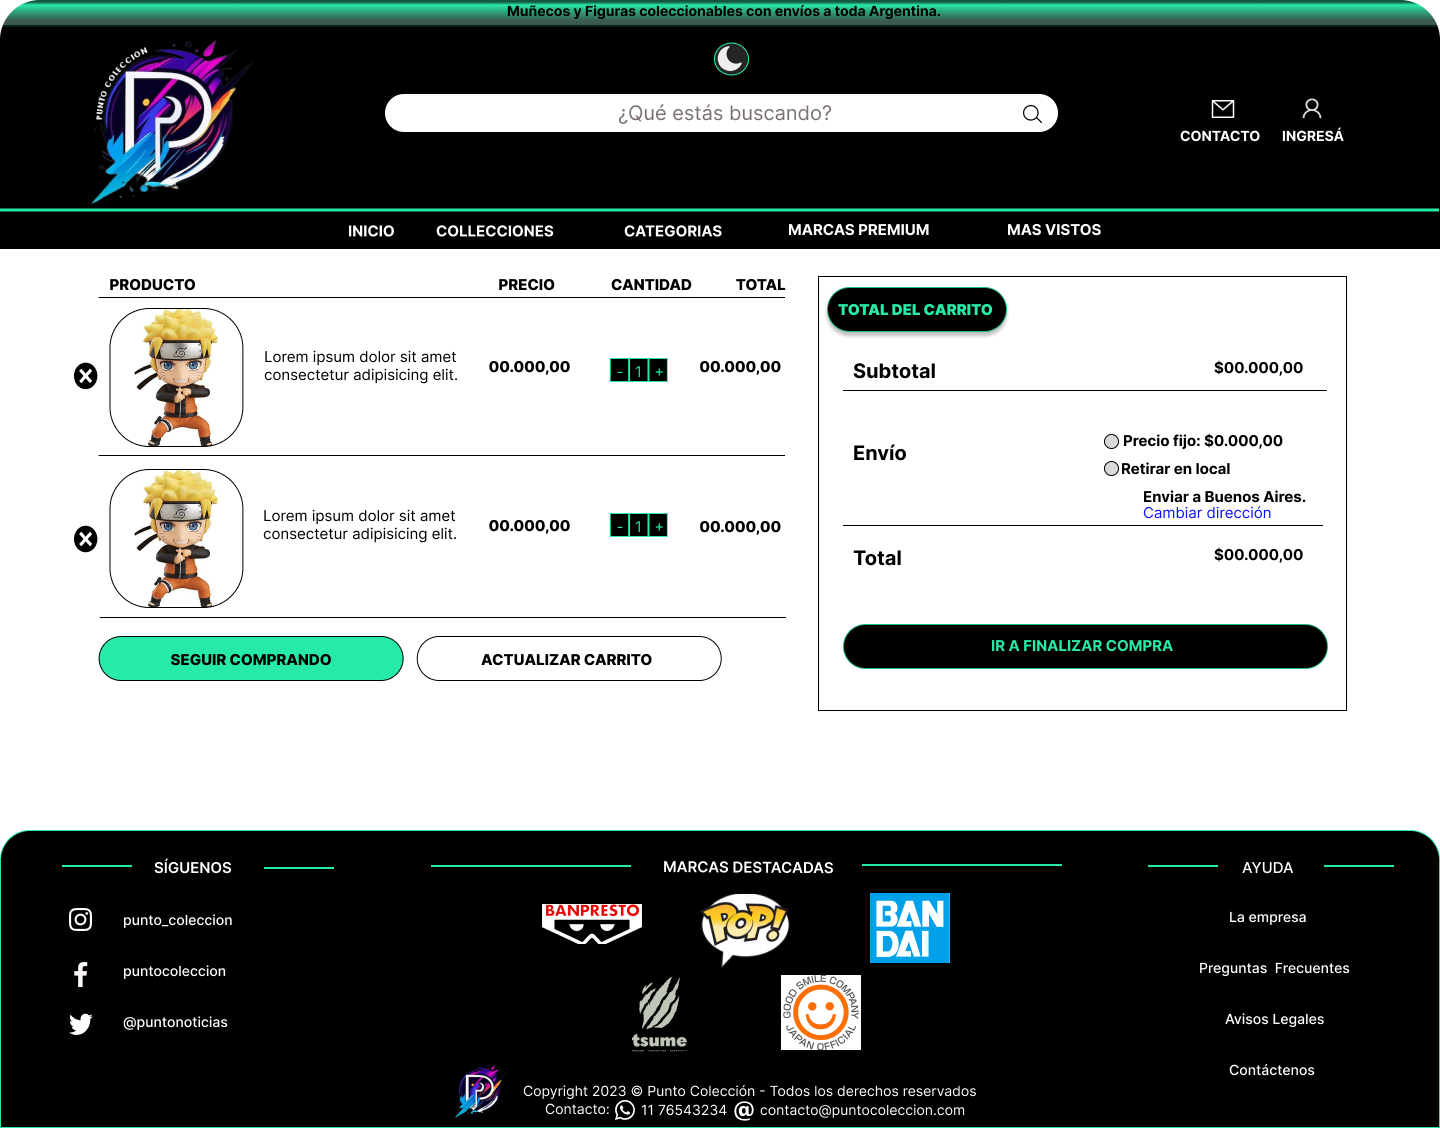 Muñecos y Figuras coleccionables con envíos a toda Argentina.
PUNTO COLECCION
¿Qué estás buscando?
CONTACTO INGRESÁ
INICIO COLLECCIONES CATEGORIAS MARCAS PREMIUM MAS VISTOS
PRODUCTO PRECIO CANTIDAD TOTAL
Lorem ipsum dolor sit amet
consectetur adipisicing elit.
00.000,00 - 1 + 00.000,00
Lorem ipsum dolor sit amet
consectetur adipisicing elit.
00.000,00 - 1 + 00.000,00
SEGUIR COMPRANDO ACTUALIZAR CARRITO
TOTAL DEL CARRITO
Subtotal $00.000,00
Envío
Precio fijo: $0.000,00
Retirar en local
Enviar a Buenos Aires.
Cambiar dirección
Total $00.000,00
IR A FINALIZAR COMPRA
SÍGUENOS
punto_coleccion
puntocoleccion
@puntonoticias
MARCAS DESTACADAS
BANPRESTO
POP!
BAN
DAI
tsume
GOOD SMILE COMPANY
JAPAN OFFICIAL
AYUDA
La empresa
Preguntas  Frecuentes
Avisos Legales
Contáctenos
Copyright 2023 © Punto Colección - Todos los derechos reservados
Contacto: 11 76543234 @ contacto@puntocoleccion.com